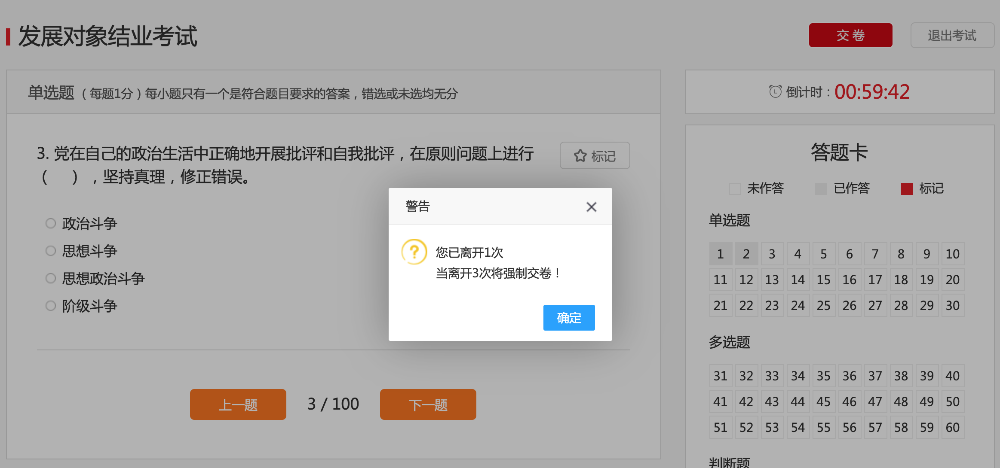 发展对象结业考试
交 卷
退出考试
单选题（每题1分）每小题只有一个是符合题目要求的答案，错选或未选均无分
倒计时：00:59:42
3. 党在自己的政治生活中正确地开展批评和自我批评，在原则问题上进行
（　　），坚持真理，修正错误。
标记
政治斗争
思想斗争
思想政治斗争
阶级斗争
警告
您已离开1次
当离开3次将强制交卷！
确定
上一题
3 / 100
下一题
答题卡
未作答 已作答 标记
单选题
1 2 3 4 5 6 7 8 9 10
11 12 13 14 15 16 17 18 19 20
21 22 23 24 25 26 27 28 29 30
多选题
31 32 33 34 35 36 37 38 39 40
41 42 43 44 45 46 47 48 49 50
51 52 53 54 55 56 57 58 59 60
判断题